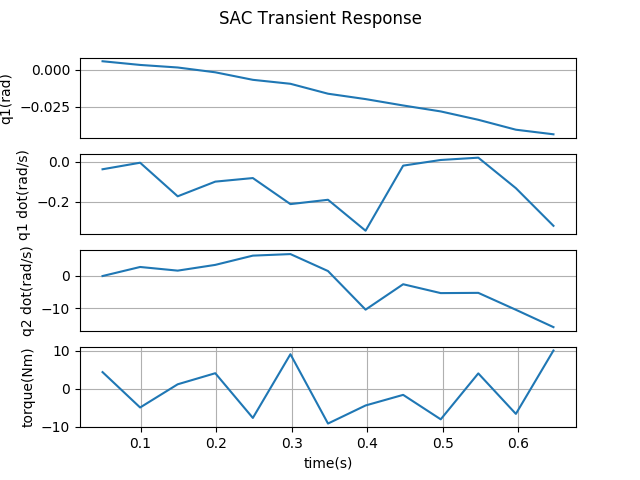 SAC Transient Response
q1(rad)
0.000
−0.025
q1 dot(rad/s)
0.0
−0.2
q2 dot(rad/s)
0
−10
torque(Nm)
10
0
−10
0.1 0.2 0.3 0.4 0.5 0.6
time(s)